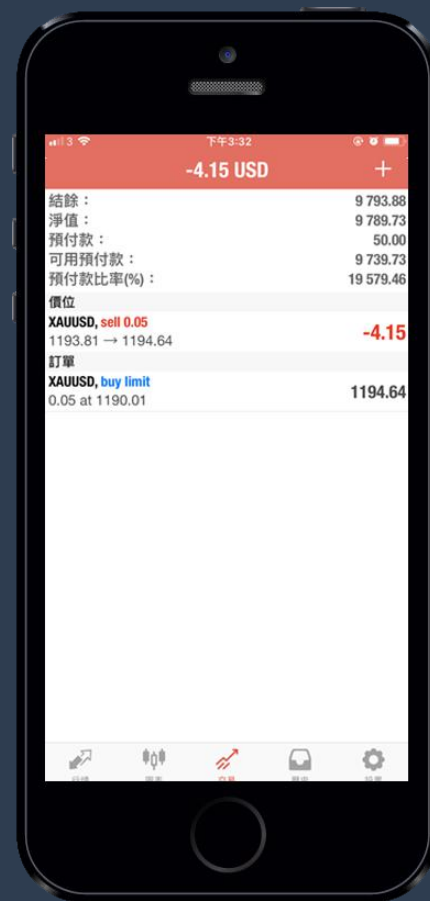 3 下午3:32
-4.15 USD +
結餘： 9 793.88
淨值： 9 789.73
預付款： 50.00
可用預付款： 9 739.73
預付款比率(%)： 19 579.46
價位
XAUUSD, sell 0.05
1193.81 → 1194.64 -4.15
訂單
XAUUSD, buy limit
0.05 at 1190.01 1194.64